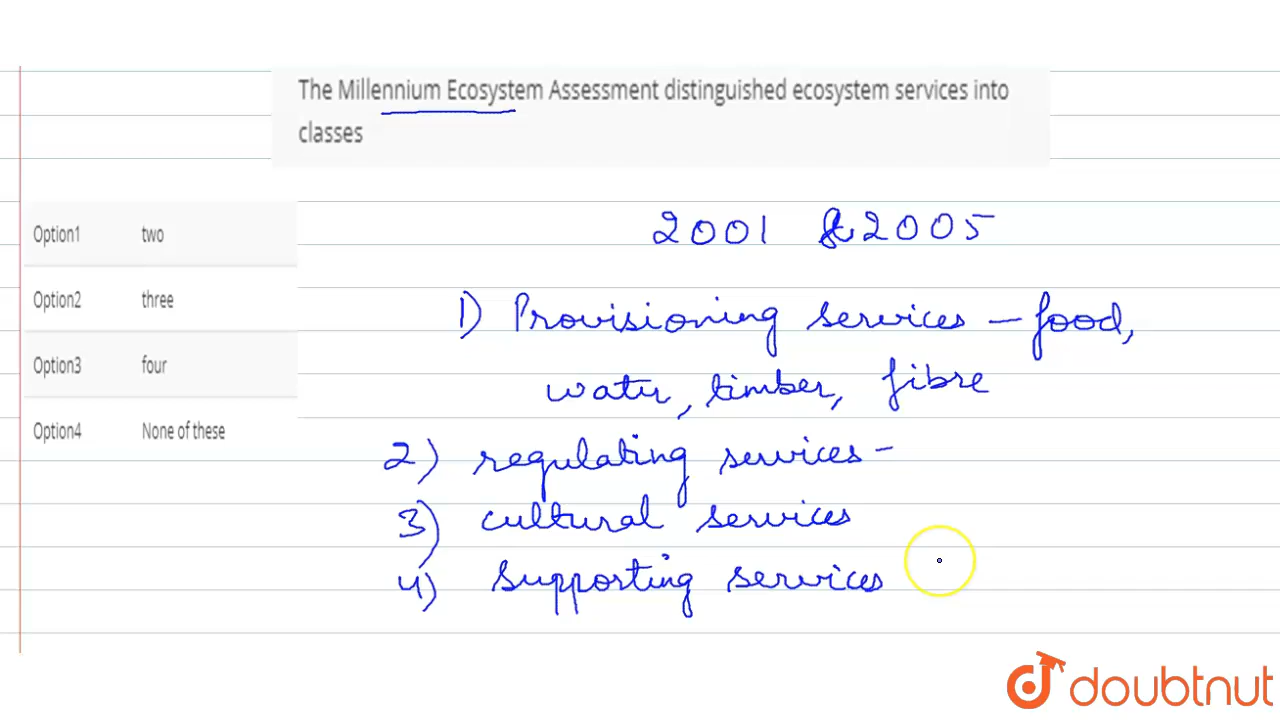 The Millennium Ecosystem Assessment distinguished ecosystem services into
classes
Option1 two
Option2 three
Option3 four
Option4 None of these
2001 & 2005
1) Provisioning services – food,
water, timber, fibre
2) regulating services –
3) cultural services
4) supporting services
doubtnut